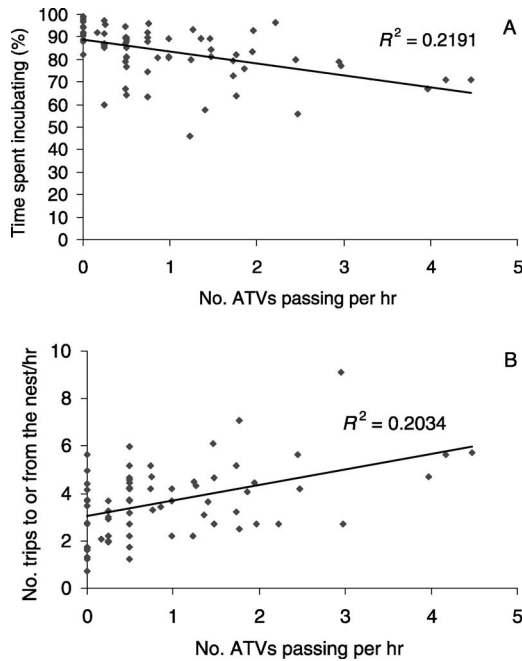 A
R² = 0.2191
Time spent incubating (%)
100
90
80
70
60
50
40
30
20
10
0
0 1 2 3 4 5
No. ATVs passing per hr
B
R² = 0.2034
No. trips to or from the nest/hr
10
8
6
4
2
0
0 1 2 3 4 5
No. ATVs passing per hr